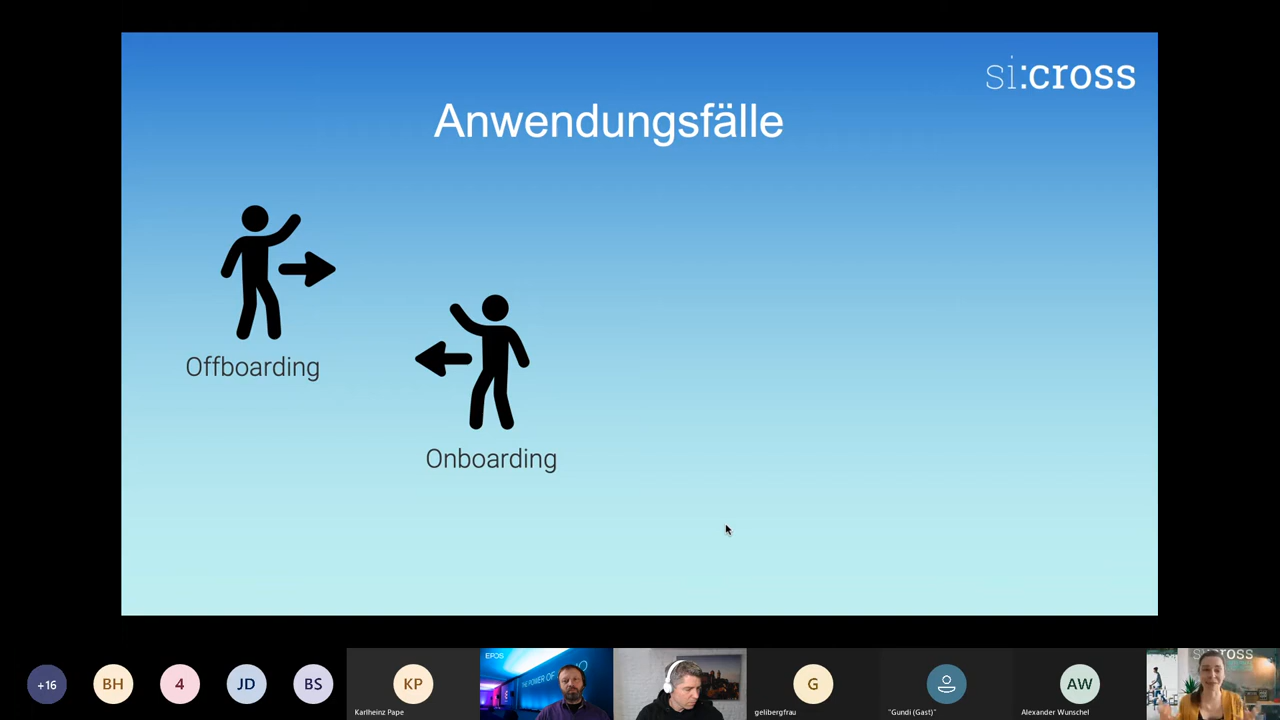 si:cross
Anwendungsfälle
Offboarding
Onboarding
+16
BH
4
JD
BS
KP
Karlheinz Pape
EPOS
G
gelibergfrau
"Gundi (Gast)"
AW
Alexander Wunschel